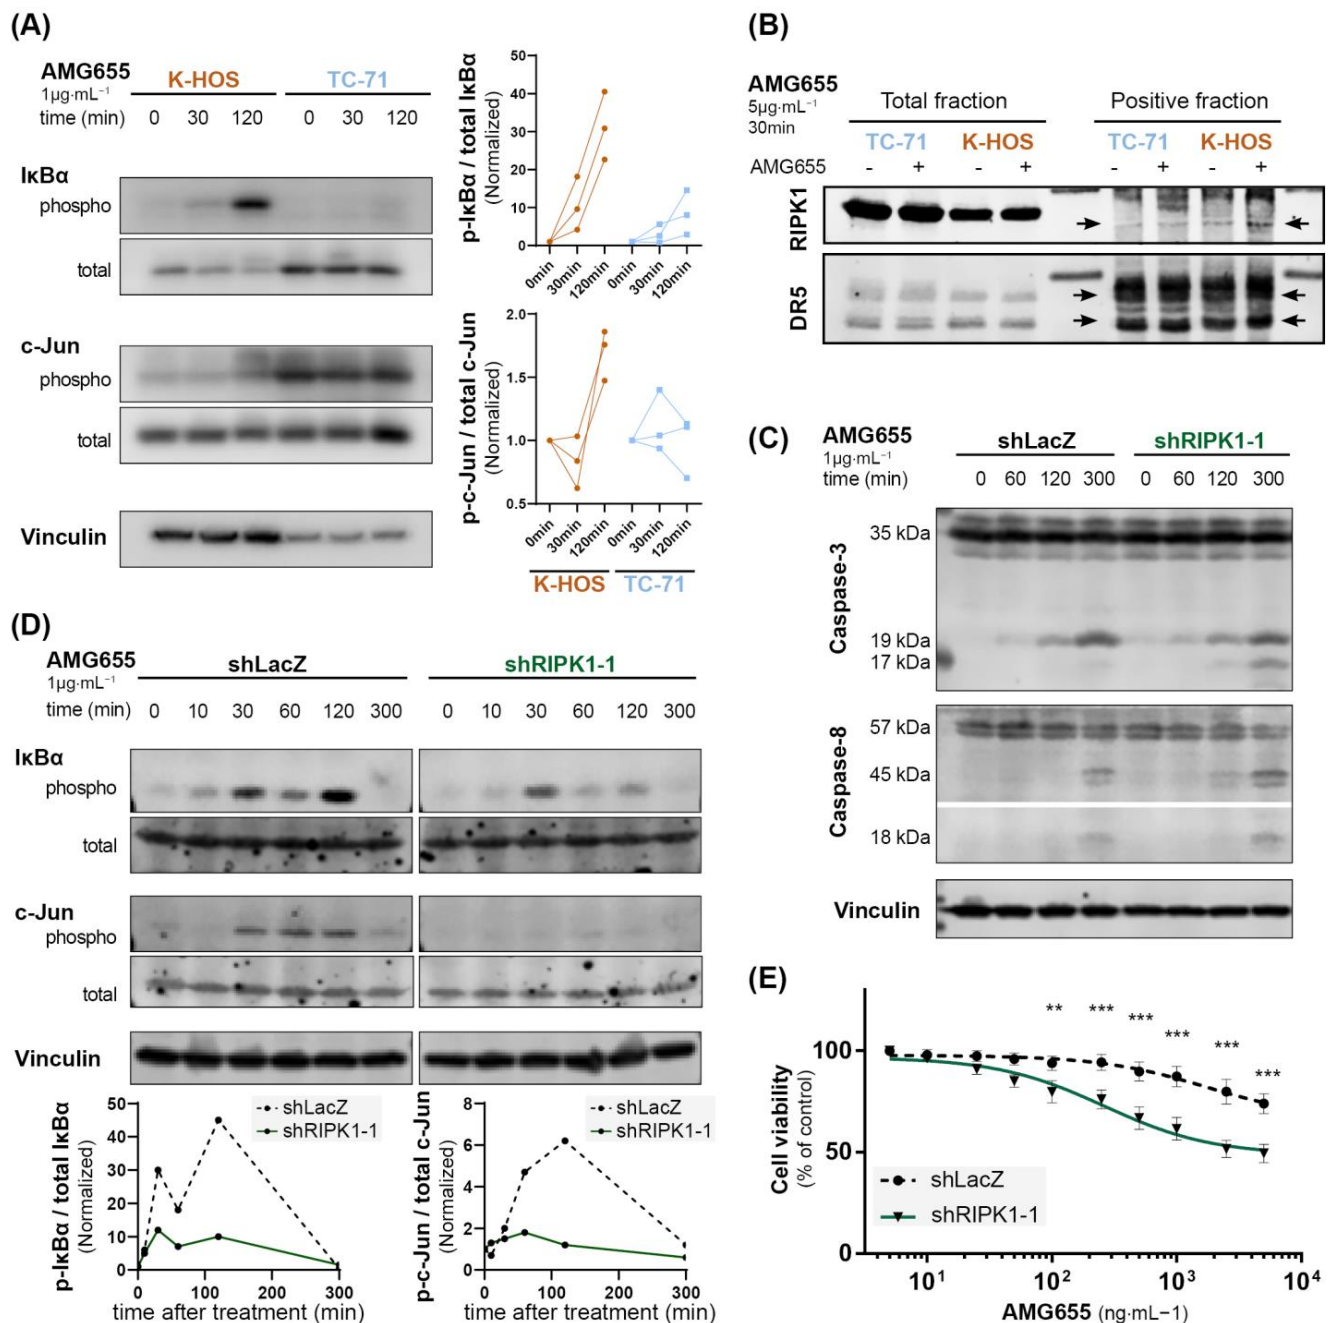 (A)
AMG655
1µg·mL⁻¹
time (min)
K-HOS TC-71
0 30 120 0 30 120
IκBα
phospho
total
c-Jun
phospho
total
Vinculin
p-IκBα / total IκBα
(Normalized)
50
40
30
20
10
0
0min 30min 120min 0min 30min 120min
p-c-Jun / total c-Jun
(Normalized)
2.0
1.5
1.0
0.5
0min 30min 120min 0min 30min 120min
K-HOS TC-71
(B)
AMG655
5µg·mL⁻¹
30min
Total fraction Positive fraction
TC-71 K-HOS TC-71 K-HOS
AMG655 - + - + - + - +
RIPK1
DR5
(C)
AMG655
1µg·mL⁻¹
time (min)
shLacZ shRIPK1-1
0 60 120 300 0 60 120 300
Caspase-3
35 kDa
19 kDa
17 kDa
Caspase-8
57 kDa
45 kDa
18 kDa
Vinculin
(D)
AMG655
1µg·mL⁻¹
time (min)
shLacZ shRIPK1-1
0 10 30 60 120 300 0 10 30 60 120 300
IκBα
phospho
total
c-Jun
phospho
total
Vinculin
p-IκBα / total IκBα
(Normalized)
50
40
30
20
10
0
shLacZ
shRIPK1-1
0 100 200 300
time after treatment (min)
p-c-Jun / total c-Jun
(Normalized)
8
6
4
2
0
shLacZ
shRIPK1-1
0 100 200 300
time after treatment (min)
(E)
Cell viability
(% of control)
100
50
0
** *** *** *** *** ***
shLacZ
shRIPK1-1
10¹ 10² 10³ 10⁴
AMG655 (ng·mL−1)